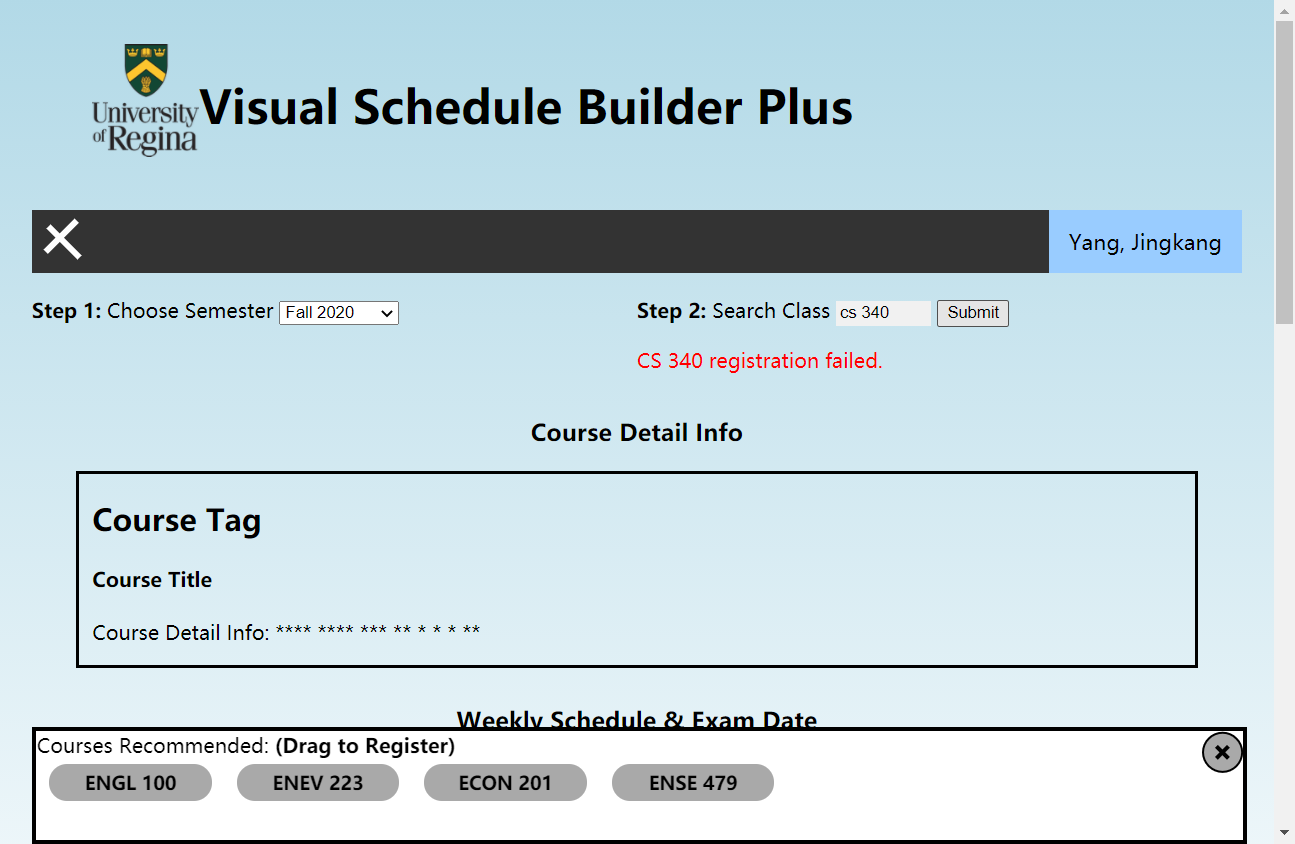 University
of Regina
Visual Schedule Builder Plus
Yang, Jingkang
Step 1: Choose Semester Fall 2020
Step 2: Search Class cs 340 Submit
CS 340 registration failed.
Course Detail Info
Course Tag
Course Title
Course Detail Info: **** **** *** ** * * * **
Weekly Schedule & Exam Date
Courses Recommended: (Drag to Register)
ENGL 100 ENEV 223 ECON 201 ENSE 479